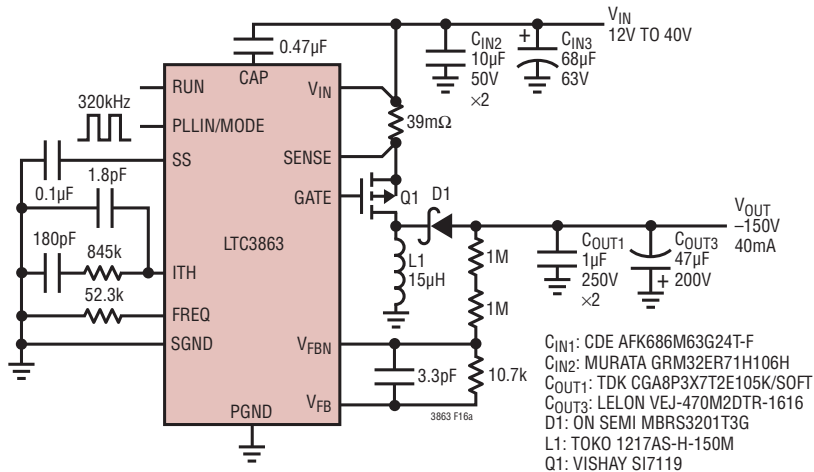 V_IN
12V TO 40V
0.47µF
C_IN2
10µF
50V
×2
+
C_IN3
68µF
63V
CAP
RUN
V_IN
320kHz
PLLIN/MODE
39mΩ
SS
SENSE
0.1µF
1.8pF
GATE
Q1
D1
V_OUT
–150V
40mA
LTC3863
180pF
845k
ITH
L1
15µH
1M
C_OUT1
1µF
250V
×2
C_OUT3
47µF
200V
+
52.3k
FREQ
1M
SGND
V_FBN
3.3pF
10.7k
V_FB
PGND
3863 F16a
C_IN1: CDE AFK686M63G24T-F
C_IN2: MURATA GRM32ER71H106H
C_OUT1: TDK CGA8P3X7T2E105K/SOFT
C_OUT3: LELON VEJ-470M2DTR-1616
D1: ON SEMI MBRS3201T3G
L1: TOKO 1217AS-H-150M
Q1: VISHAY SI7119